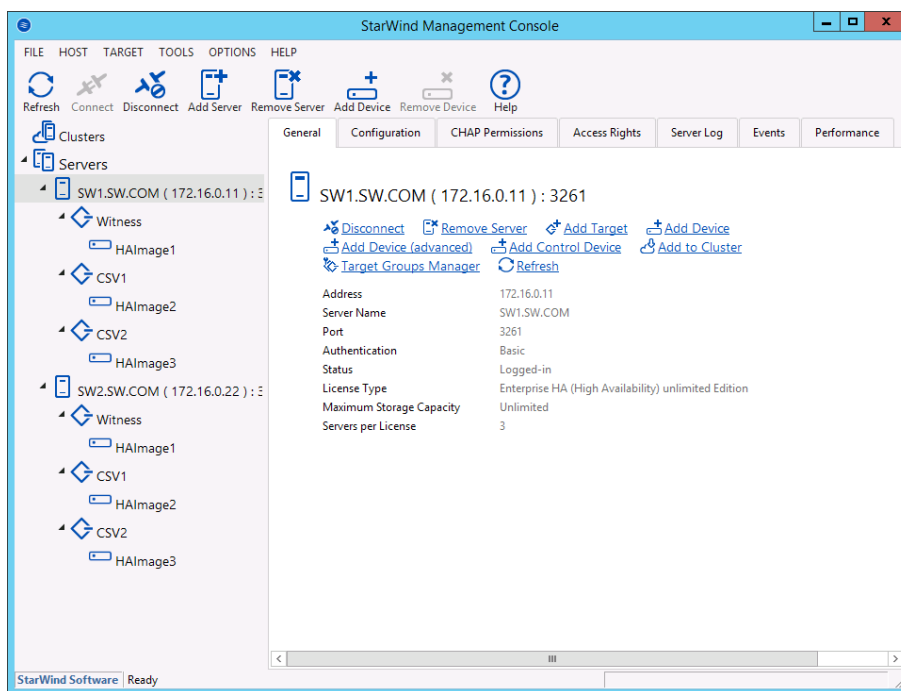 StarWind Management Console
FILE HOST TARGET TOOLS OPTIONS HELP
Refresh Connect Disconnect Add Server Remove Server Add Device Remove Device Help
Clusters
Servers
SW1.SW.COM ( 172.16.0.11 ) : 3
Witness
HAImage1
CSV1
HAImage2
CSV2
HAImage3
SW2.SW.COM ( 172.16.0.22 ) : 3
Witness
HAImage1
CSV1
HAImage2
CSV2
HAImage3
General Configuration CHAP Permissions Access Rights Server Log Events Performance
SW1.SW.COM ( 172.16.0.11 ) : 3261
Disconnect Remove Server Add Target Add Device
Add Device (advanced) Add Control Device Add to Cluster
Target Groups Manager Refresh
Address 172.16.0.11
Server Name SW1.SW.COM
Port 3261
Authentication Basic
Status Logged-in
License Type Enterprise HA (High Availability) unlimited Edition
Maximum Storage Capacity Unlimited
Servers per License 3
StarWind Software Ready